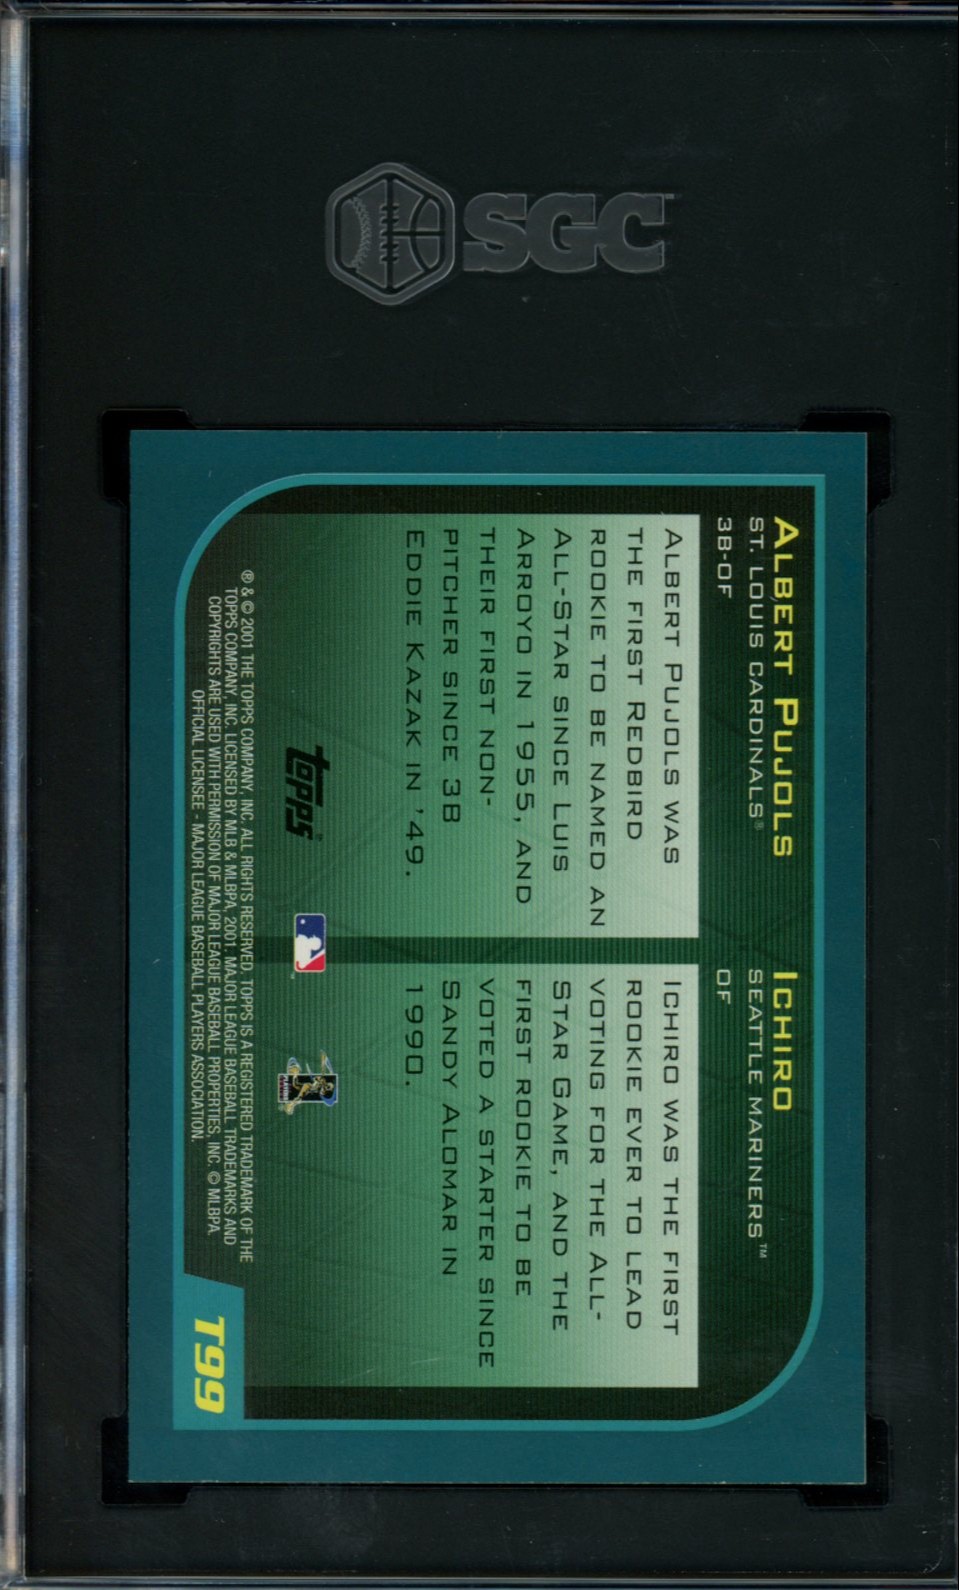 SGC™
ALBERT PUJOLS
ST. LOUIS CARDINALS®
3B-OF
ALBERT PUJOLS WAS
THE FIRST REDBIRD
ROOKIE TO BE NAMED AN
ALL-STAR SINCE LUIS
ARROYO IN 1955, AND
THEIR FIRST NON-
PITCHER SINCE 3B
EDDIE KAZAK IN '49.
ICHIRO
SEATTLE MARINERS™
OF
ICHIRO WAS THE FIRST
ROOKIE EVER TO LEAD
VOTING FOR THE ALL-
STAR GAME, AND THE
FIRST ROOKIE TO BE
VOTED A STARTER SINCE
SANDY ALOMAR IN
1990.
topps®
® & © 2001 THE TOPPS COMPANY, INC. ALL RIGHTS RESERVED. TOPPS IS A REGISTERED TRADEMARK OF THE
TOPPS COMPANY, INC. LICENSED BY MLB & MLBPA, 2001. MAJOR LEAGUE BASEBALL TRADEMARKS AND
COPYRIGHTS ARE USED WITH PERMISSION OF MAJOR LEAGUE BASEBALL PROPERTIES, INC. © MLBPA.
OFFICIAL LICENSEE - MAJOR LEAGUE BASEBALL PLAYERS ASSOCIATION.
T99